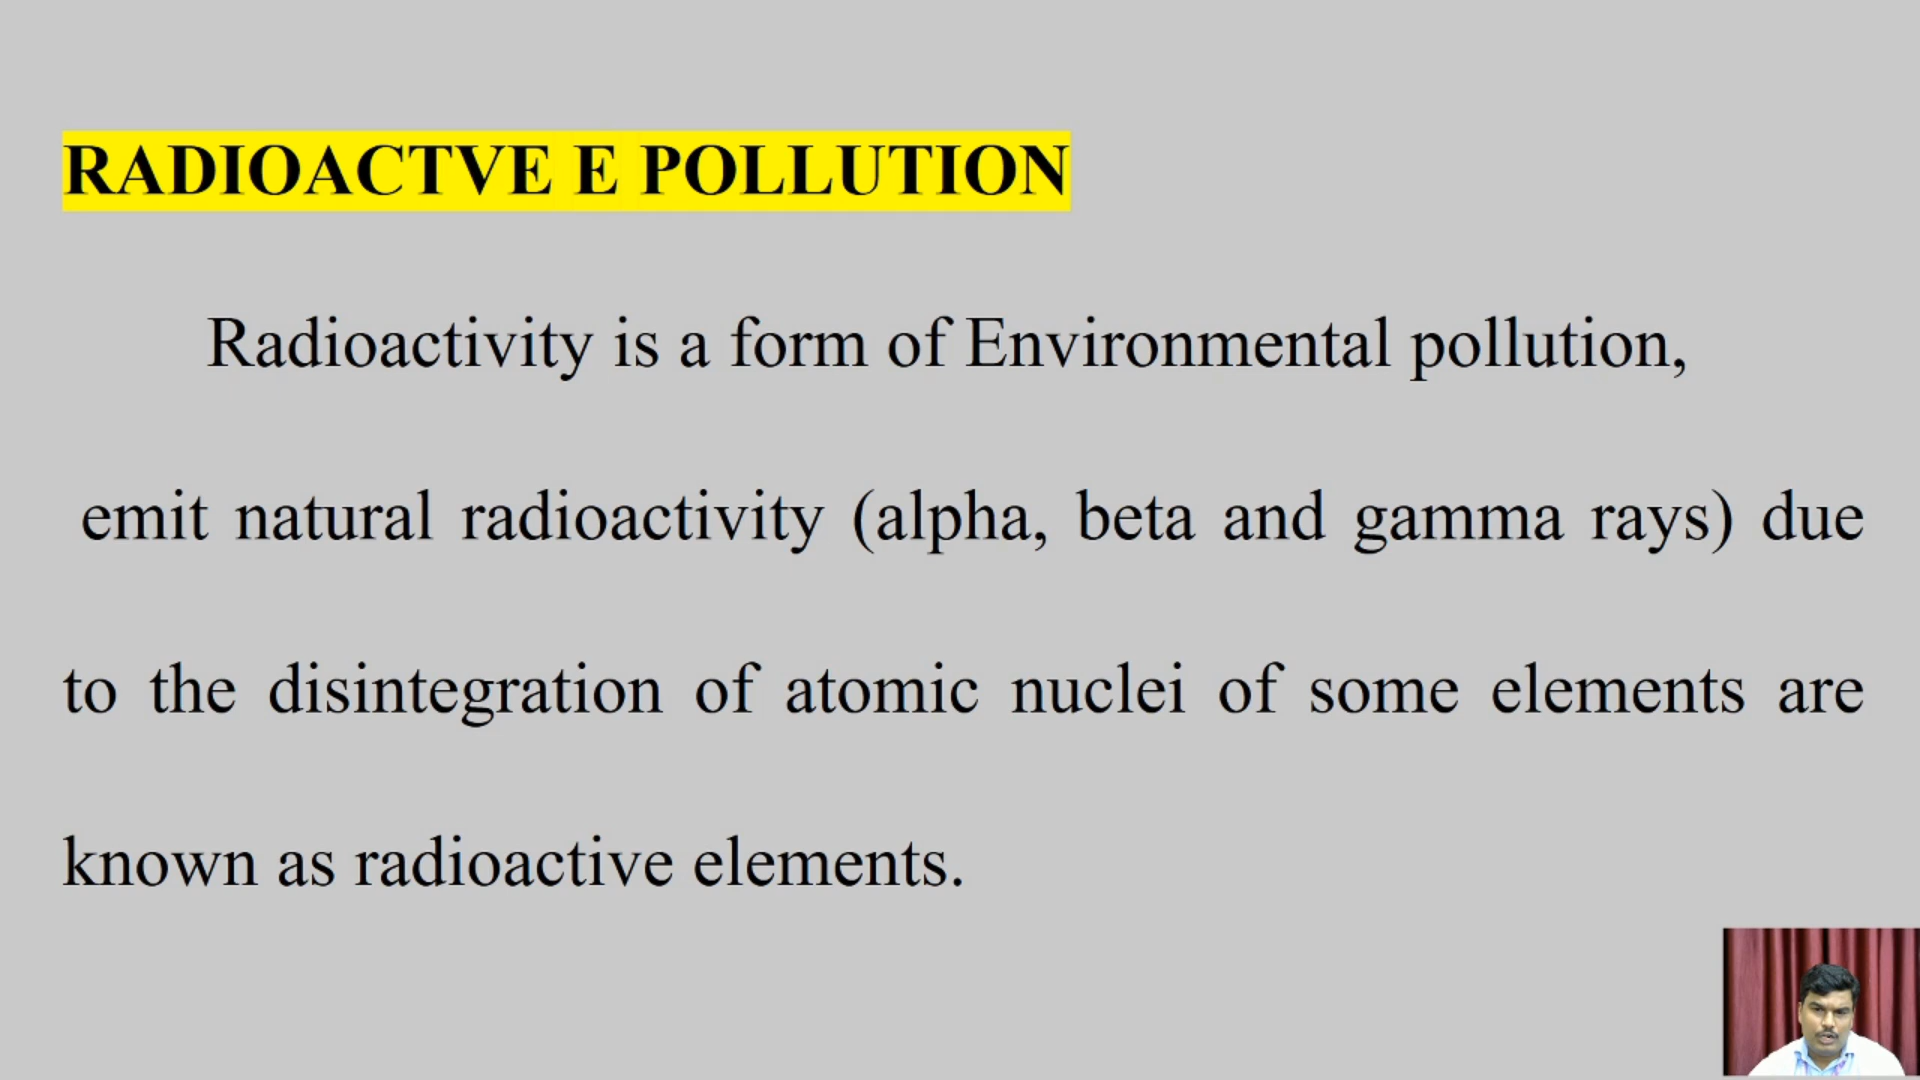 RADIOACTVE E POLLUTION
Radioactivity is a form of Environmental pollution,
emit natural radioactivity (alpha, beta and gamma rays) due
to the disintegration of atomic nuclei of some elements are
known as radioactive elements.